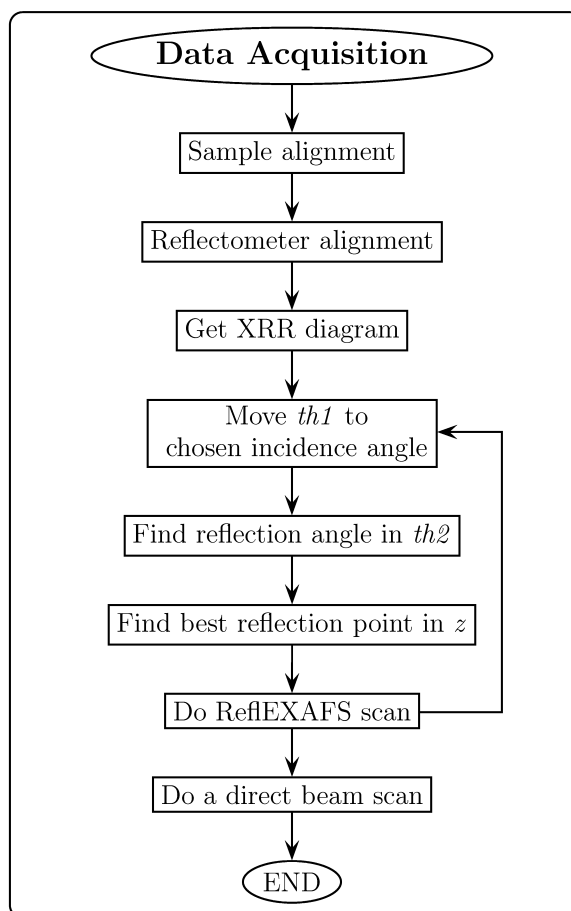 Data Acquisition
Sample alignment
Reflectometer alignment
Get XRR diagram
Move th1 to
chosen incidence angle
Find reflection angle in th2
Find best reflection point in z
Do ReflEXAFS scan
Do a direct beam scan
END